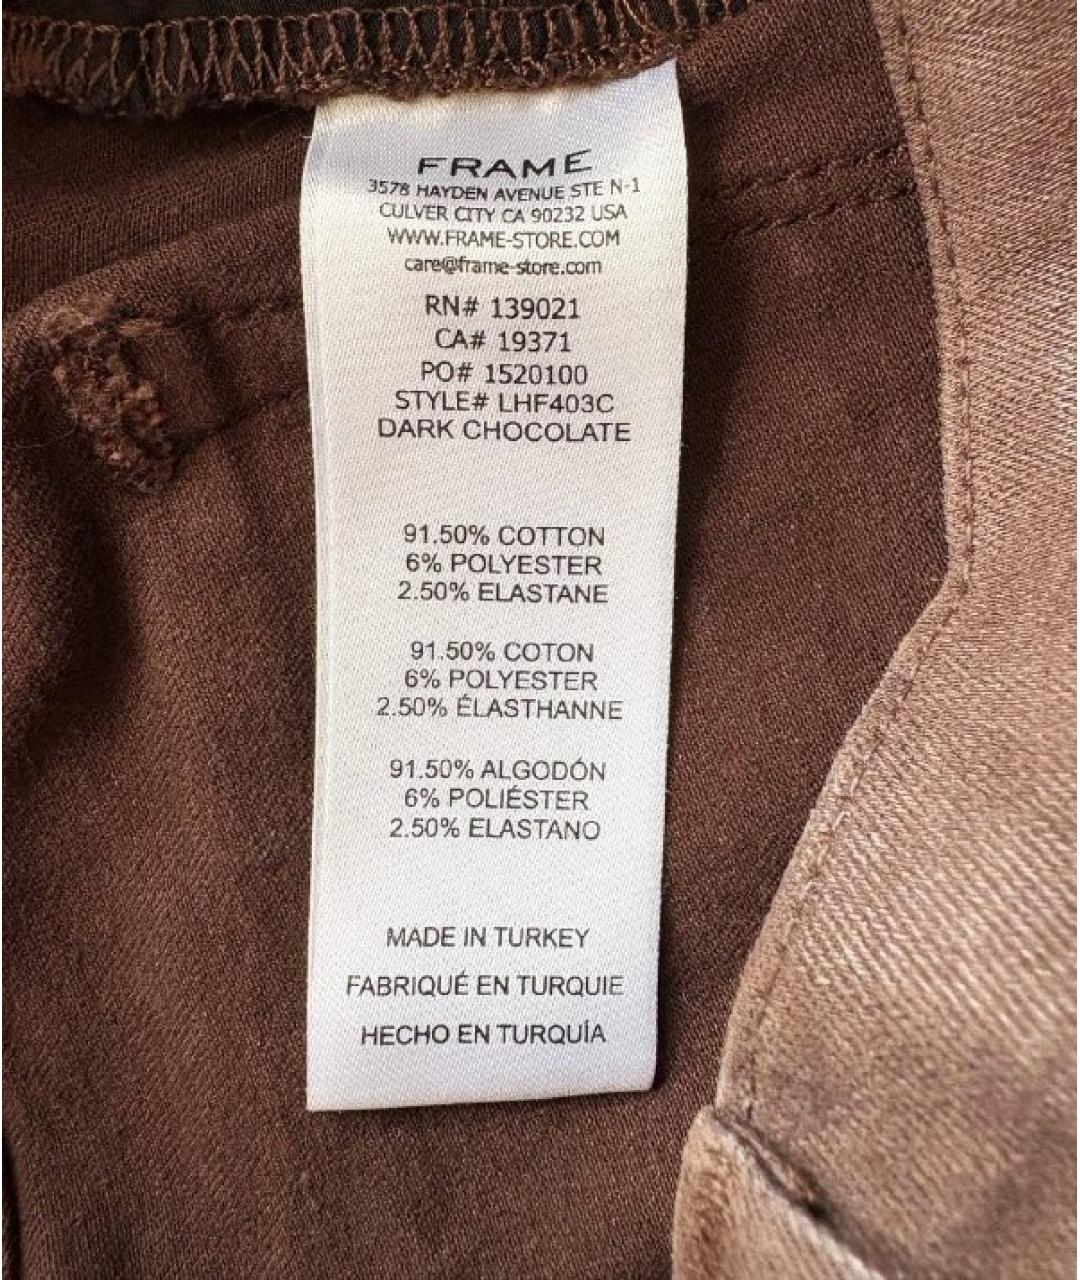 FRAME
3578 HAYDEN AVENUE STE N-1
CULVER CITY CA 90232 USA
WWW.FRAME-STORE.COM
care@frame-store.com
RN# 139021
CA# 19371
PO# 1520100
STYLE# LHF403C
DARK CHOCOLATE
91.50% COTTON
6% POLYESTER
2.50% ELASTANE
91.50% COTON
6% POLYESTER
2.50% ÉLASTHANNE
91.50% ALGODÓN
6% POLIÉSTER
2.50% ELASTANO
MADE IN TURKEY
FABRIQUÉ EN TURQUIE
HECHO EN TURQUÍA